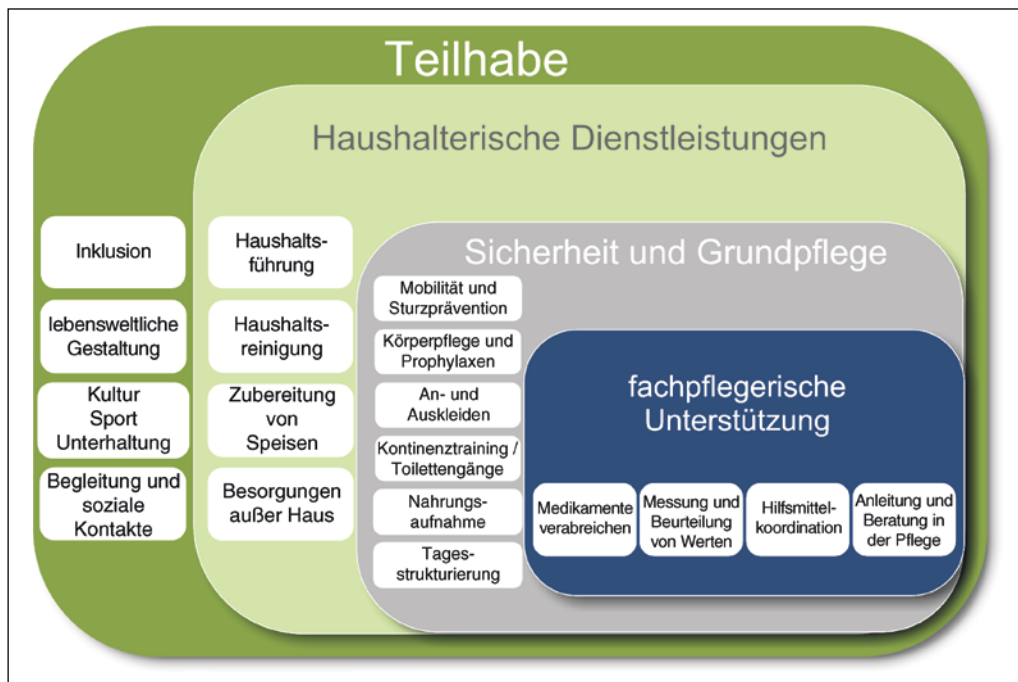 Teilhabe
Haushalterische Dienstleistungen
Inklusion
lebensweltliche
Gestaltung
Kultur
Sport
Unterhaltung
Begleitung und
soziale
Kontakte
Haushalts-
führung
Haushalts-
reinigung
Zubereitung
von
Speisen
Besorgungen
außer Haus
Sicherheit und Grundpflege
Mobilität und
Sturzprävention
Körperpflege und
Prophylaxen
An- und
Auskleiden
Kontinenztraining /
Toilettengänge
Nahrungs-
aufnahme
Tages-
strukturierung
fachpflegerische
Unterstützung
Medikamente
verabreichen
Messung und
Beurteilung
von Werten
Hilfsmittel-
koordination
Anleitung und
Beratung in
der Pflege